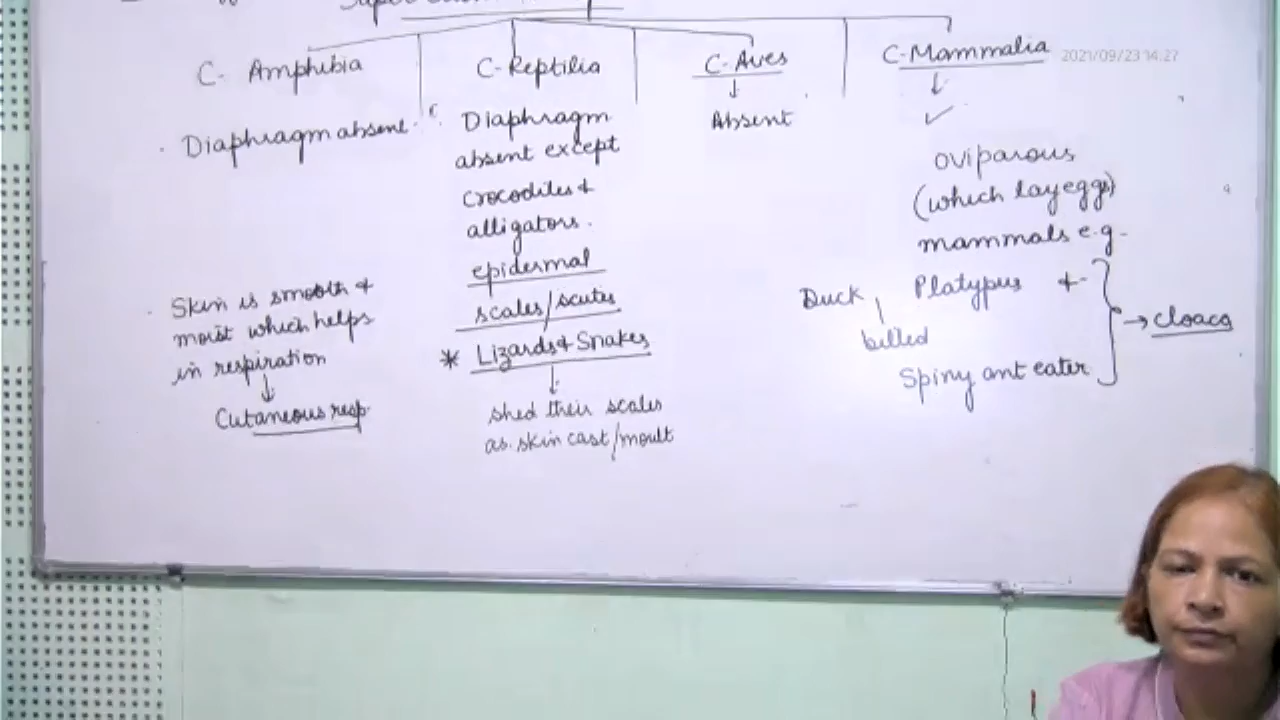 Super
C- Amphibia
Diaphragm absent
Skin is smooth &
moist which helps
in respiration
Cutaneous resp.
C- Reptilia
Diaphragm
absent except
crocodiles &
alligators.
epidermal
scales/scutes
* Lizards & Snakes
shed their scales
as skin cast/moult
C- Aves
Absent
C-Mammalia
2021/09/23 14:27
✓
oviparous
(which lay eggs)
mammals e.g.
Duck Platypus &
billed
Spiny ant eater
→ cloaca